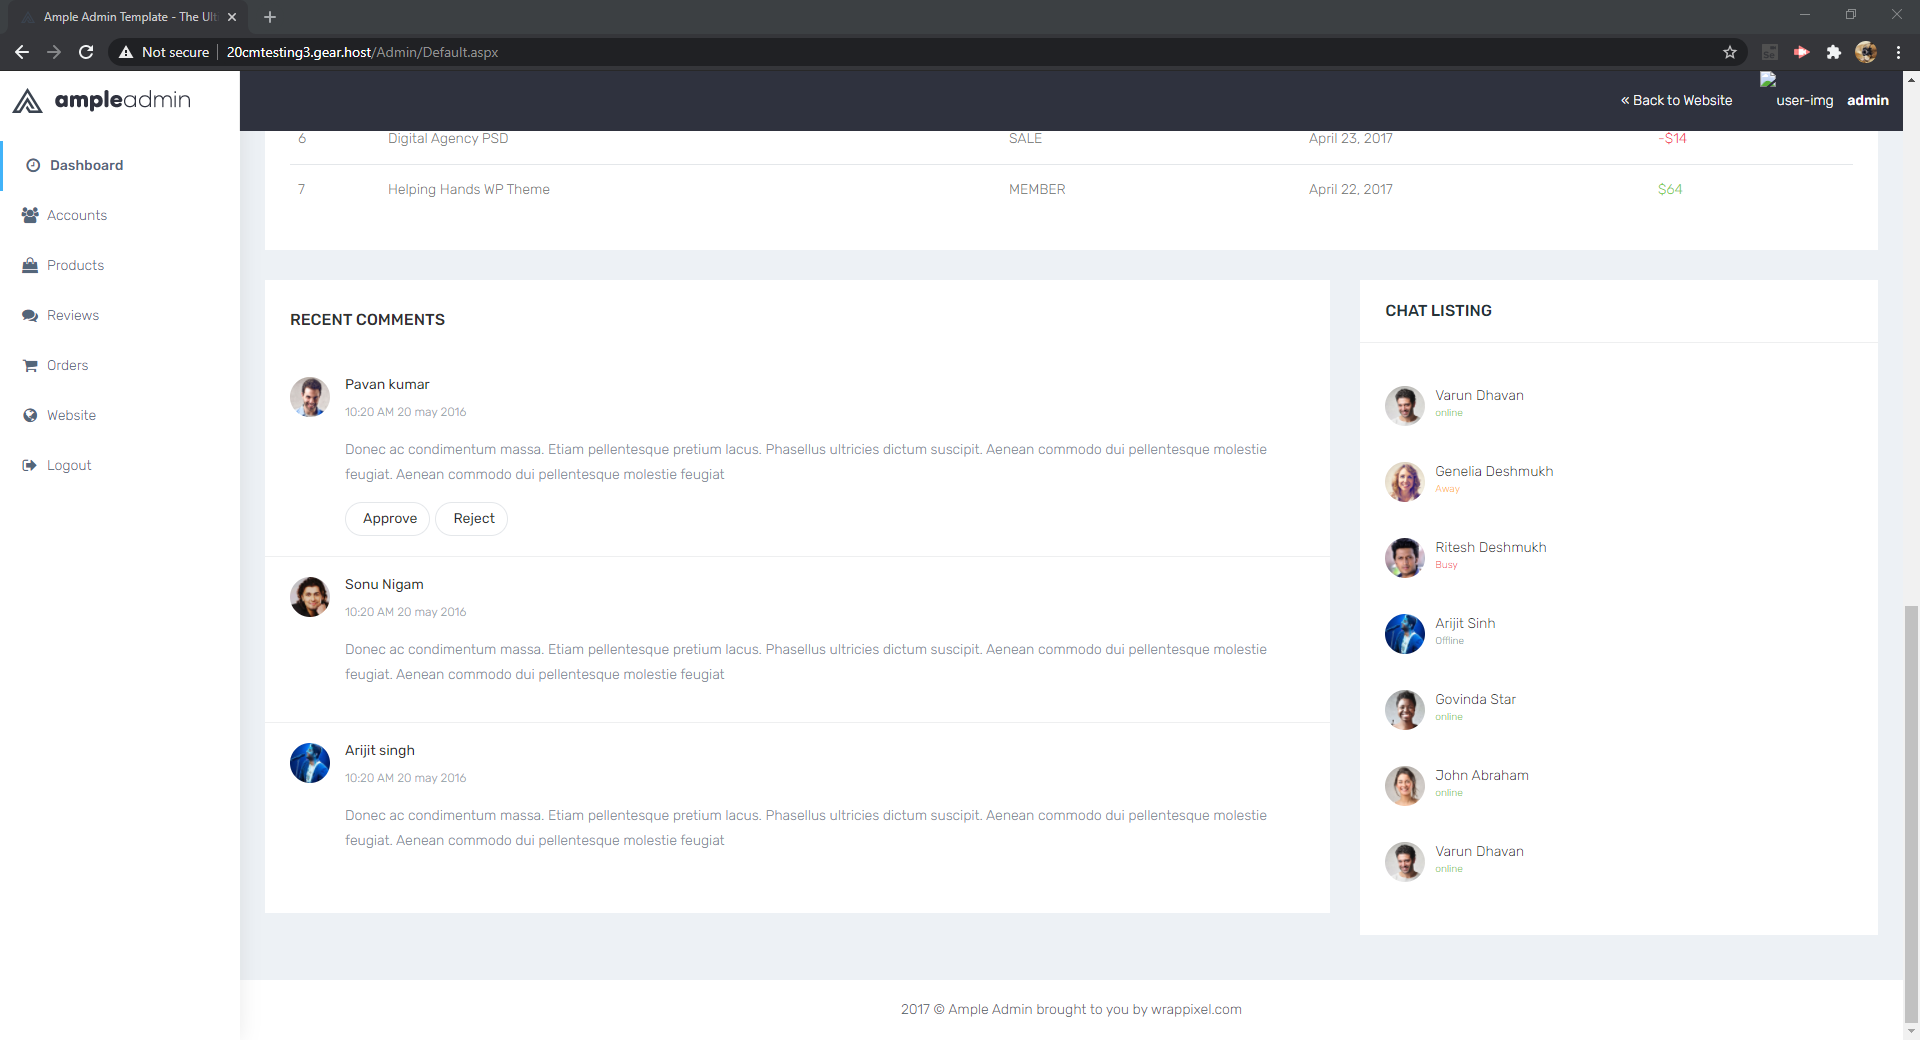 Ample Admin Template - The Ult
Not secure
20cmtesting3.gear.host/Admin/Default.aspx
ampleadmin
« Back to Website
user-img
admin
Dashboard
Accounts
Products
Reviews
Orders
Website
Logout
6 Digital Agency PSD SALE April 23, 2017 -$14
7 Helping Hands WP Theme MEMBER April 22, 2017 $64
RECENT COMMENTS
Pavan kumar
10:20 AM 20 may 2016
Donec ac condimentum massa. Etiam pellentesque pretium lacus. Phasellus ultricies dictum suscipit. Aenean commodo dui pellentesque molestie
feugiat. Aenean commodo dui pellentesque molestie feugiat
Approve Reject
Sonu Nigam
10:20 AM 20 may 2016
Donec ac condimentum massa. Etiam pellentesque pretium lacus. Phasellus ultricies dictum suscipit. Aenean commodo dui pellentesque molestie
feugiat. Aenean commodo dui pellentesque molestie feugiat
Arijit singh
10:20 AM 20 may 2016
Donec ac condimentum massa. Etiam pellentesque pretium lacus. Phasellus ultricies dictum suscipit. Aenean commodo dui pellentesque molestie
feugiat. Aenean commodo dui pellentesque molestie feugiat
CHAT LISTING
Varun Dhavan
online
Genelia Deshmukh
Away
Ritesh Deshmukh
Busy
Arijit Sinh
Offline
Govinda Star
online
John Abraham
online
Varun Dhavan
online
2017 © Ample Admin brought to you by wrappixel.com